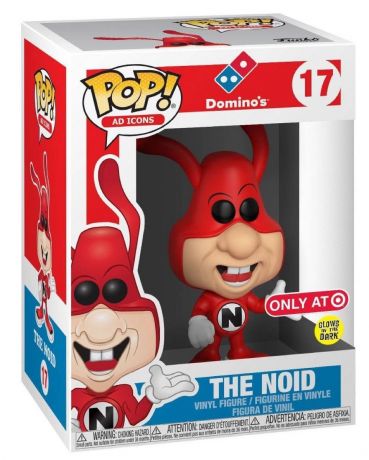 POP!
AD ICONS
Domino's
17
N
ONLY AT
GLOWS
IN THE
DARK
THE NOID
17
N
THE NOID
VINYL FIGURE / FIGURINE EN VINYLE
FIGURA DE VINIL
WARNING: CHOKING HAZARD
ATTENTION: DANGER D'ÉTOUFFEMENT
ADVERTENCIA: PELIGRO DE ASFIXIA.